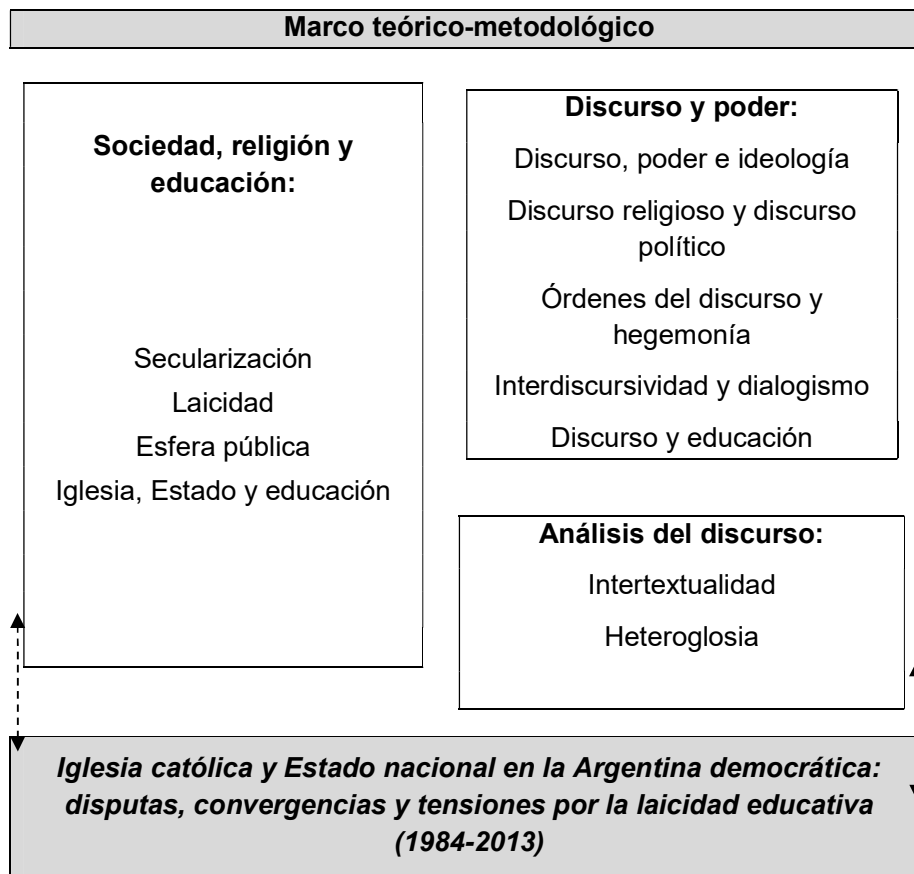 Marco teórico-metodológico
Sociedad, religión y
educación:
Secularización
Laicidad
Esfera pública
Iglesia, Estado y educación
Discurso y poder:
Discurso, poder e ideología
Discurso religioso y discurso
político
Órdenes del discurso y
hegemonía
Interdiscursividad y dialogismo
Discurso y educación
Análisis del discurso:
Intertextualidad
Heteroglosia
Iglesia católica y Estado nacional en la Argentina democrática:
disputas, convergencias y tensiones por la laicidad educativa
(1984-2013)